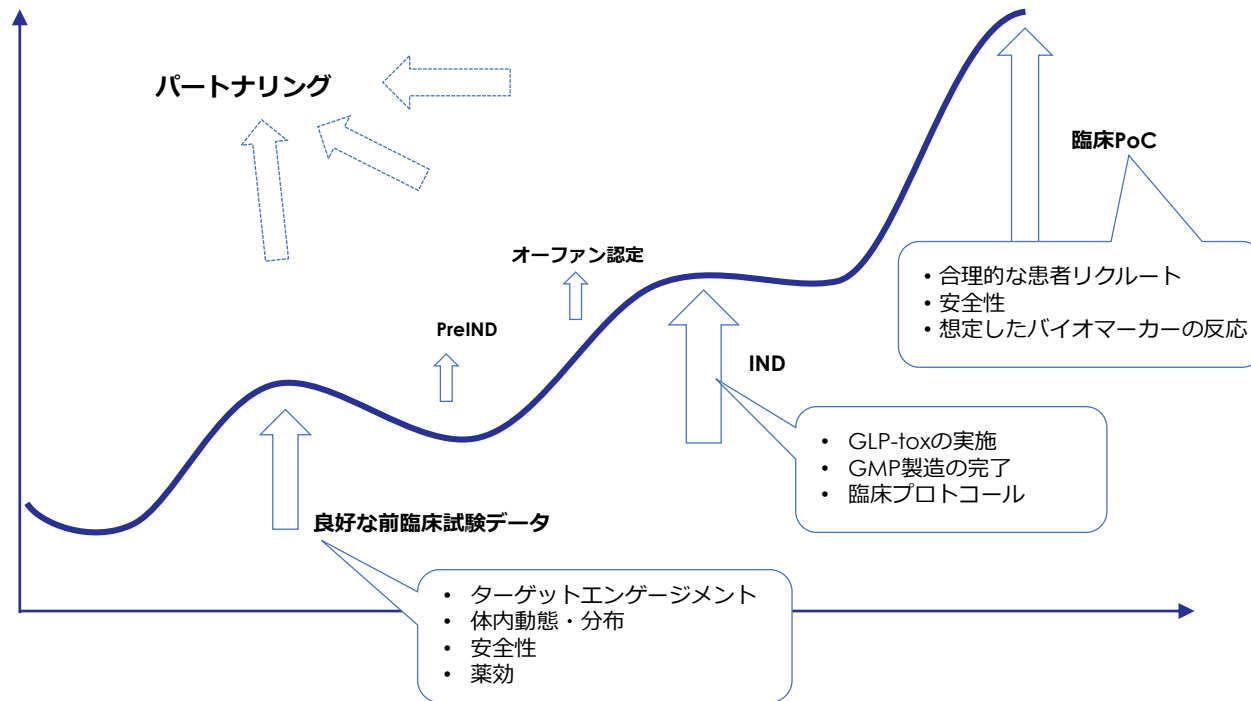 パートナリング
臨床PoC
オーファン認定
• 合理的な患者リクルート
• 安全性
• 想定したバイオマーカーの反応
PreIND
IND
• GLP-toxの実施
• GMP製造の完了
• 臨床プロトコール
良好な前臨床試験データ
• ターゲットエンゲージメント
• 体内動態・分布
• 安全性
• 薬効